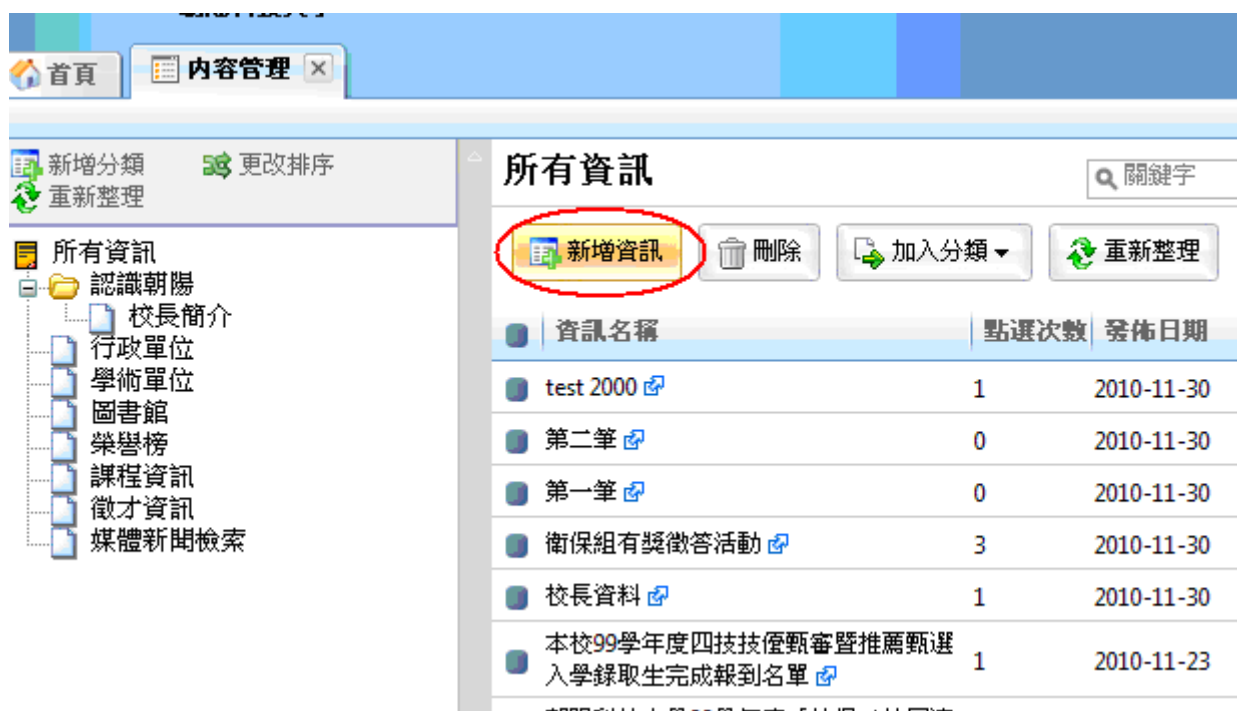 首頁
內容管理
新增分類 更改排序
重新整理
所有資訊
認識朝陽
校長簡介
行政單位
學術單位
圖書館
榮譽榜
課程資訊
徵才資訊
媒體新聞檢索
所有資訊
關鍵字
新增資訊 刪除 加入分類 重新整理
資訊名稱 點選次數 發佈日期
test 2000 1 2010-11-30
第二筆 0 2010-11-30
第一筆 0 2010-11-30
衛保組有獎徵答活動 3 2010-11-30
校長資料 1 2010-11-30
本校99學年度四技技優甄審暨推薦甄選
入學錄取生完成報到名單 1 2010-11-23